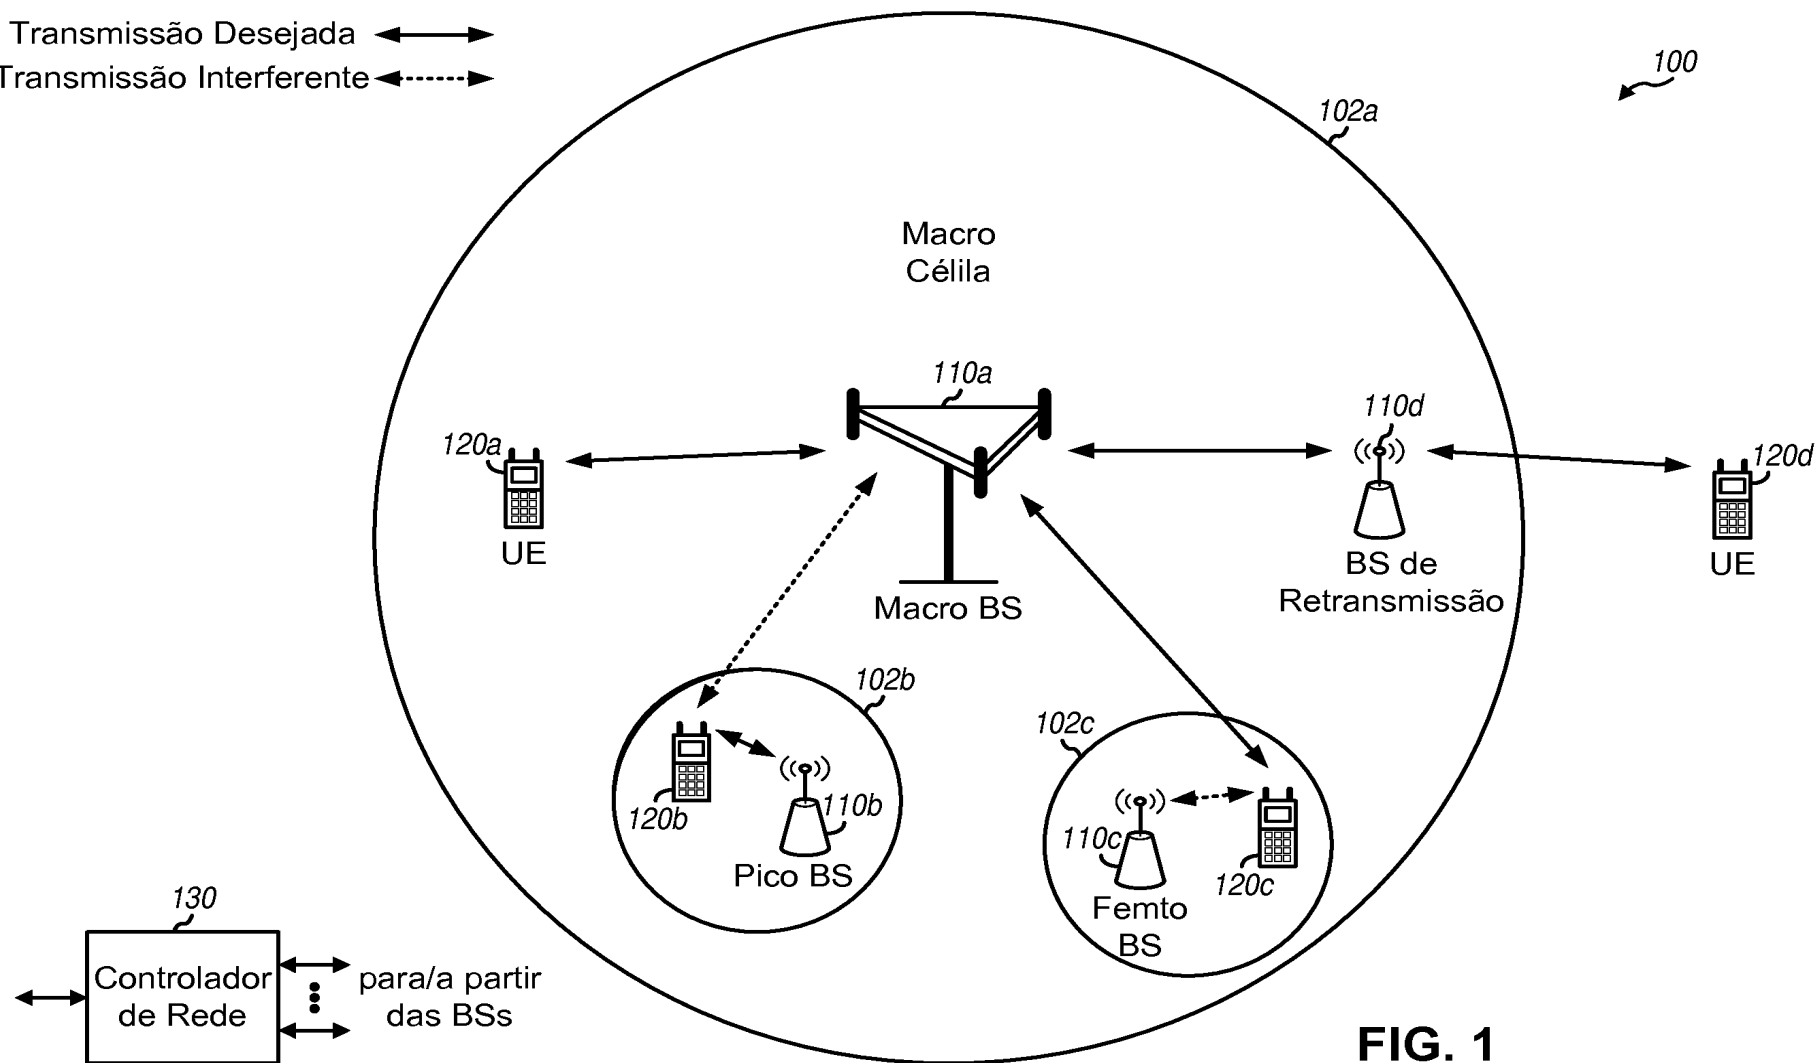 Transmissão Desejada
Transmissão Interferente
100
102a
Macro
Célila
110a
110d
120a
120d
UE
BS de
Retransmissão
UE
Macro BS
102b
102c
120b
110b
Pico BS
110c
120c
Femto
BS
130
Controlador
de Rede
para/a partir
das BSs
FIG. 1